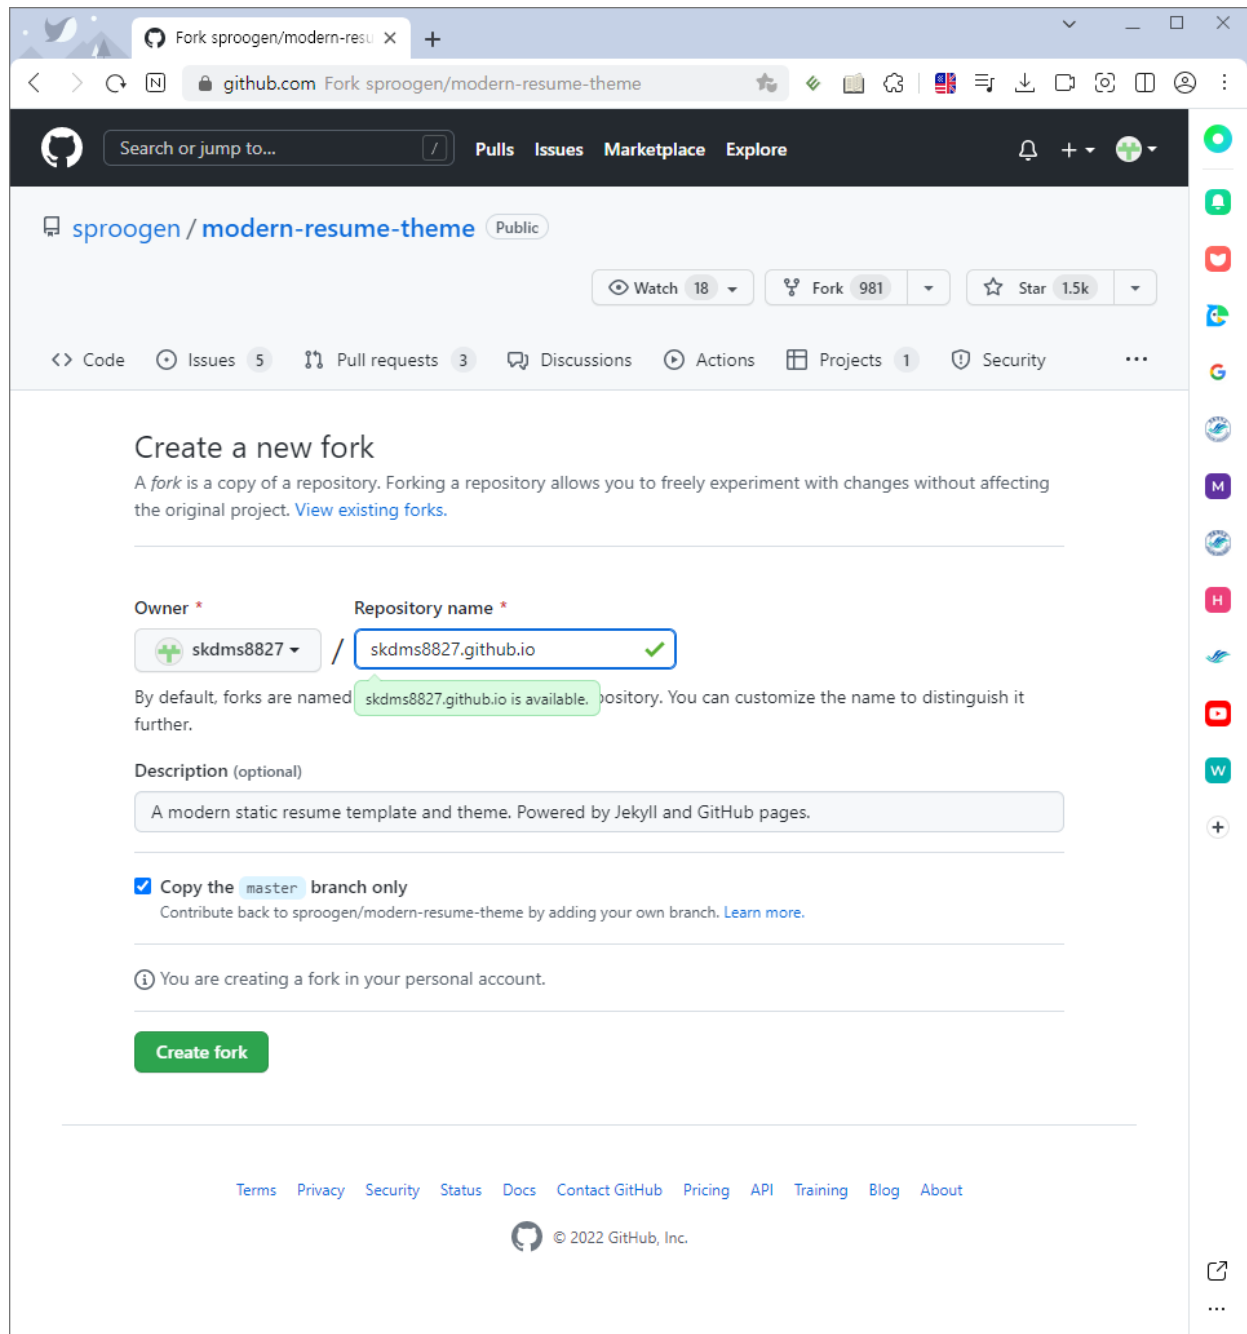 Fork sproogen/modern-resu
github.com Fork sproogen/modern-resume-theme
Search or jump to... / Pulls Issues Marketplace Explore
sproogen / modern-resume-theme Public
Watch 18 Fork 981 Star 1.5k
Code Issues 5 Pull requests 3 Discussions Actions Projects 1 Security ...
Create a new fork
A fork is a copy of a repository. Forking a repository allows you to freely experiment with changes without affecting
the original project. View existing forks.
Owner * Repository name *
skdms8827 / skdms8827.github.io
By default, forks are named
skdms8827.github.io is available.
ository. You can customize the name to distinguish it
further.
Description (optional)
A modern static resume template and theme. Powered by Jekyll and GitHub pages.
Copy the master branch only
Contribute back to sproogen/modern-resume-theme by adding your own branch. Learn more.
You are creating a fork in your personal account.
Create fork
Terms Privacy Security Status Docs Contact GitHub Pricing API Training Blog About
© 2022 GitHub, Inc.
N
G
M
H
W